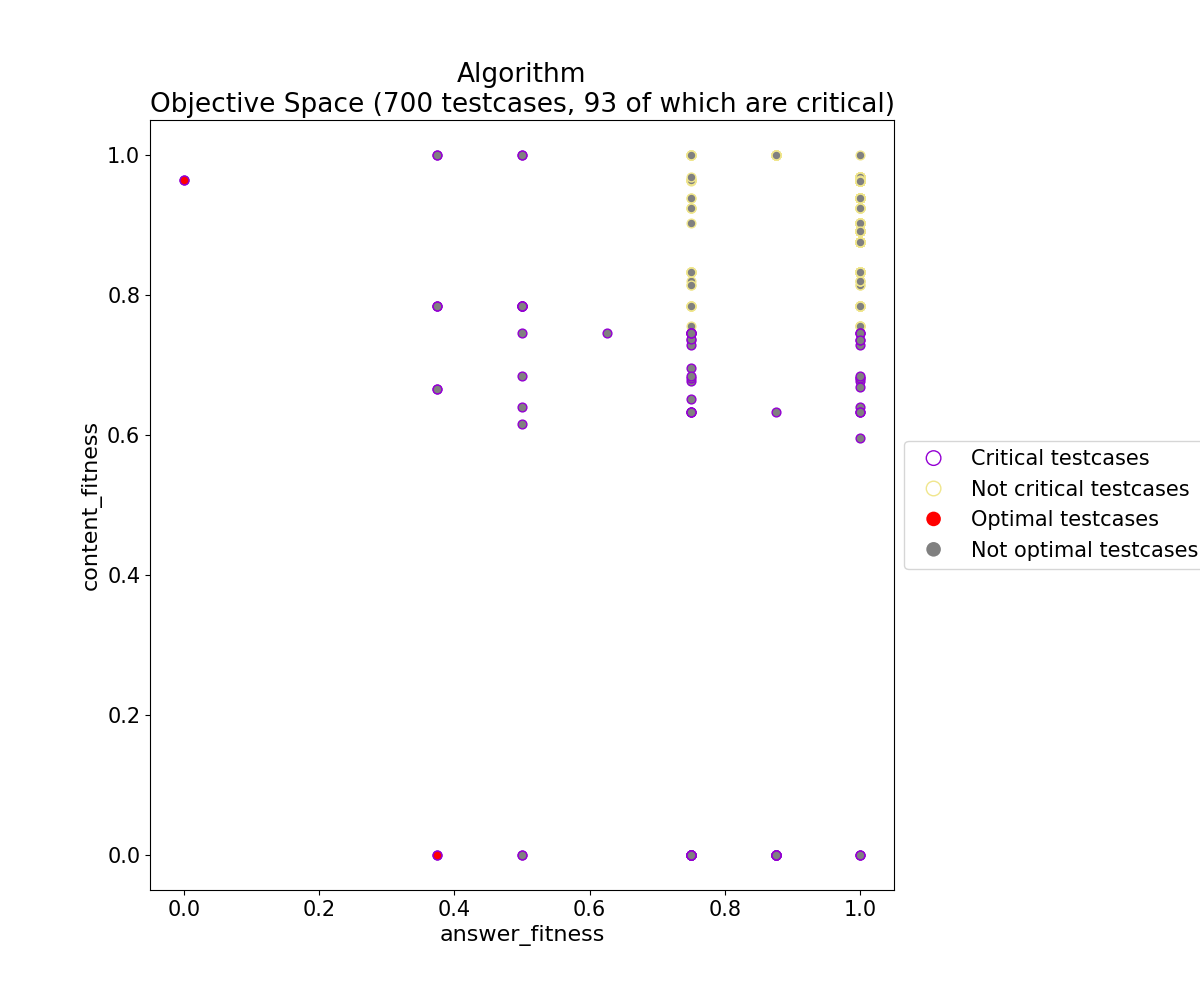 Algorithm
Objective Space (700 testcases, 93 of which are critical)
1.0
0.8
0.6
0.4
0.2
0.0
content_fitness
0.0 0.2 0.4 0.6 0.8 1.0
answer_fitness
Critical testcases
Not critical testcases
Optimal testcases
Not optimal testcases